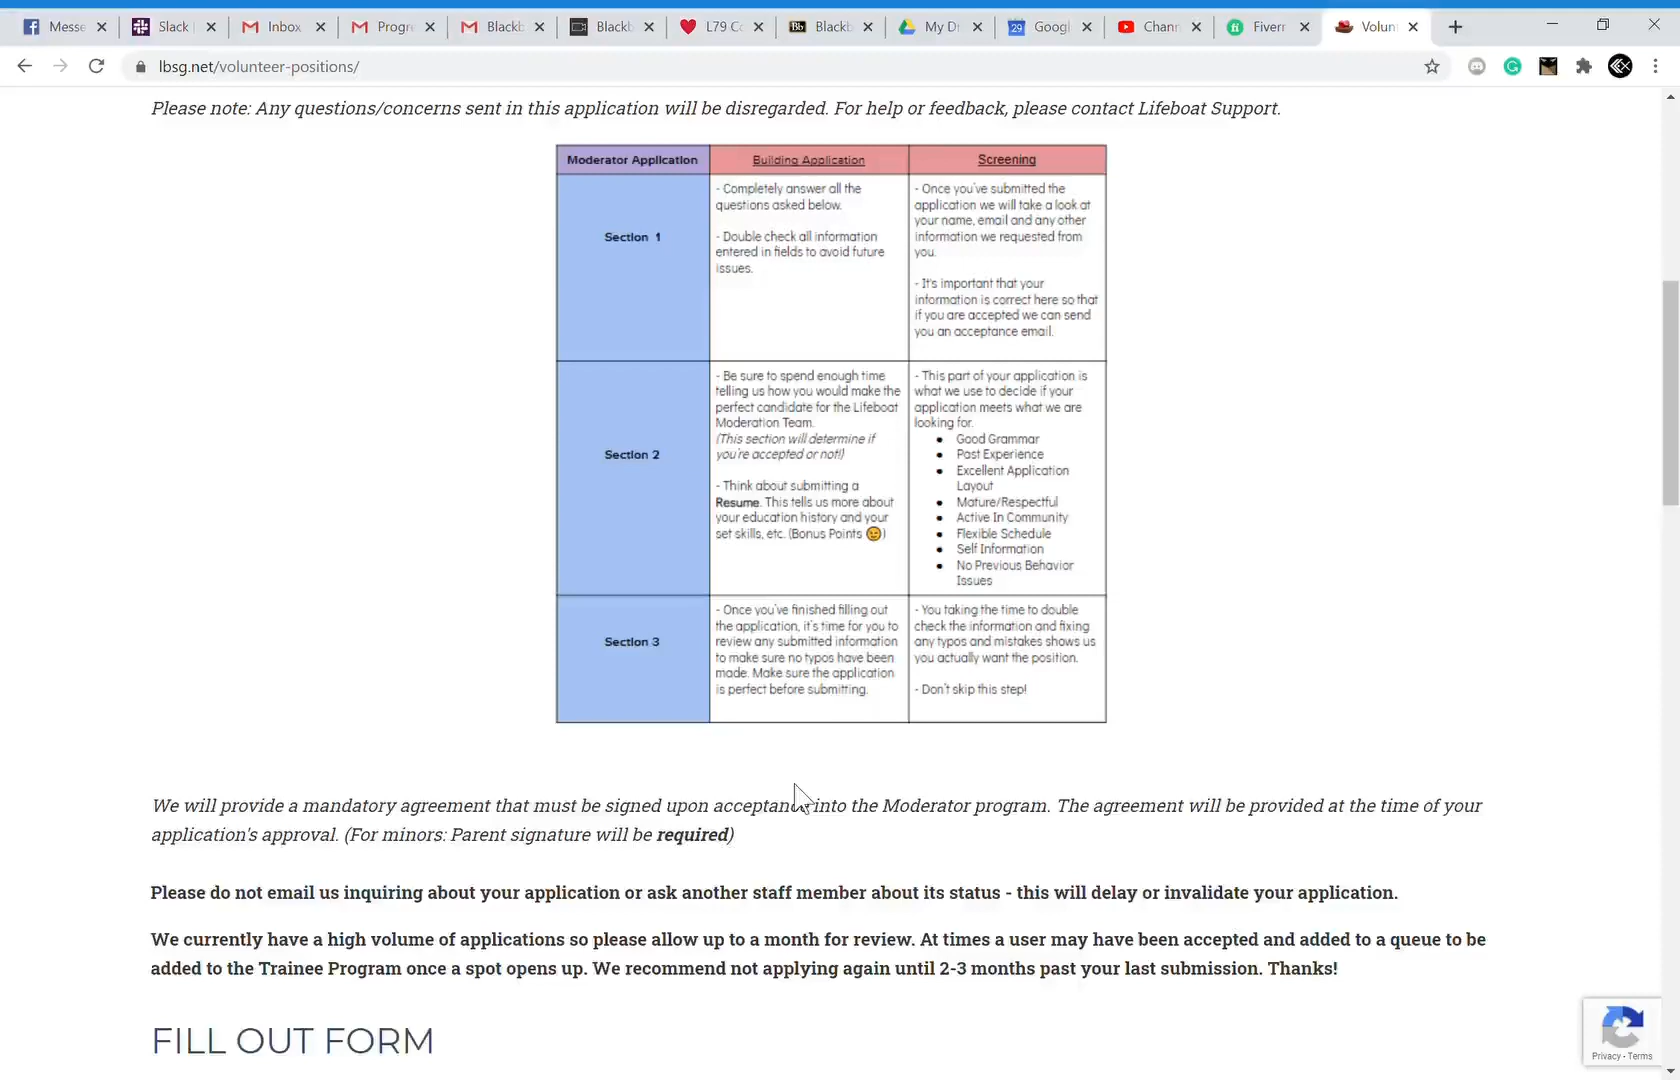 Messe
Slack
Inbox
Progre
Blackb
Blackb
L79 Co
Blackb
My Dr
29
Googl
Chann
Fiverr
Volun
lbsg.net/volunteer-positions/
Please note: Any questions/concerns sent in this application will be disregarded. For help or feedback, please contact Lifeboat Support.
Moderator Application
Building Application
Screening
Section 1
- Completely answer all the
questions asked below.
- Double check all information
entered in fields to avoid future
issues.
- Once you've submitted the
application we will take a look at
your name, email and any other
information we requested from
you.
- It's important that your
information is correct here so that
if you are accepted we can send
you an acceptance email.
Section 2
- Be sure to spend enough time
telling us how you would make the
perfect candidate for the Lifeboat
Moderation Team.
(This section will determine if
you're accepted or not!)
- Think about submitting a
Resume. This tells us more about
your education history and your
set skills, etc. (Bonus Points 😉)
- This part of your application is
what we use to decide if your
application meets what we are
looking for.
● Good Grammar
● Past Experience
● Excellent Application
Layout
● Mature/Respectful
● Active In Community
● Flexible Schedule
● Self Information
● No Previous Behavior
Issues
Section 3
- Once you've finished filling out
the application, it's time for you to
review any submitted information
to make sure no typos have been
made. Make sure the application
is perfect before submitting.
- You taking the time to double
check the information and fixing
any typos and mistakes shows us
you actually want the position.
- Don't skip this step!
We will provide a mandatory agreement that must be signed upon acceptance into the Moderator program. The agreement will be provided at the time of your
application's approval. (For minors: Parent signature will be required)
Please do not email us inquiring about your application or ask another staff member about its status - this will delay or invalidate your application.
We currently have a high volume of applications so please allow up to a month for review. At times a user may have been accepted and added to a queue to be
added to the Trainee Program once a spot opens up. We recommend not applying again until 2-3 months past your last submission. Thanks!
FILL OUT FORM
Privacy - Terms